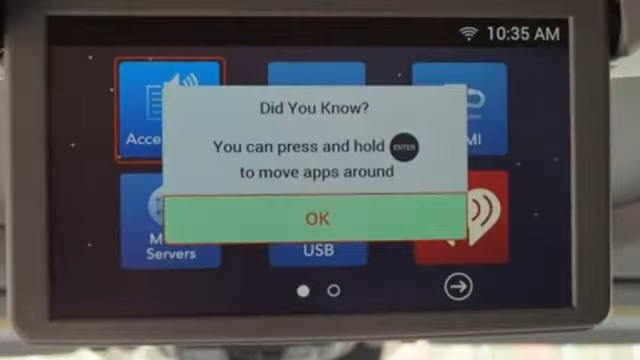 10:35 AM
Did You Know?
You can press and hold ENTER
to move apps around
OK
Servers
USB